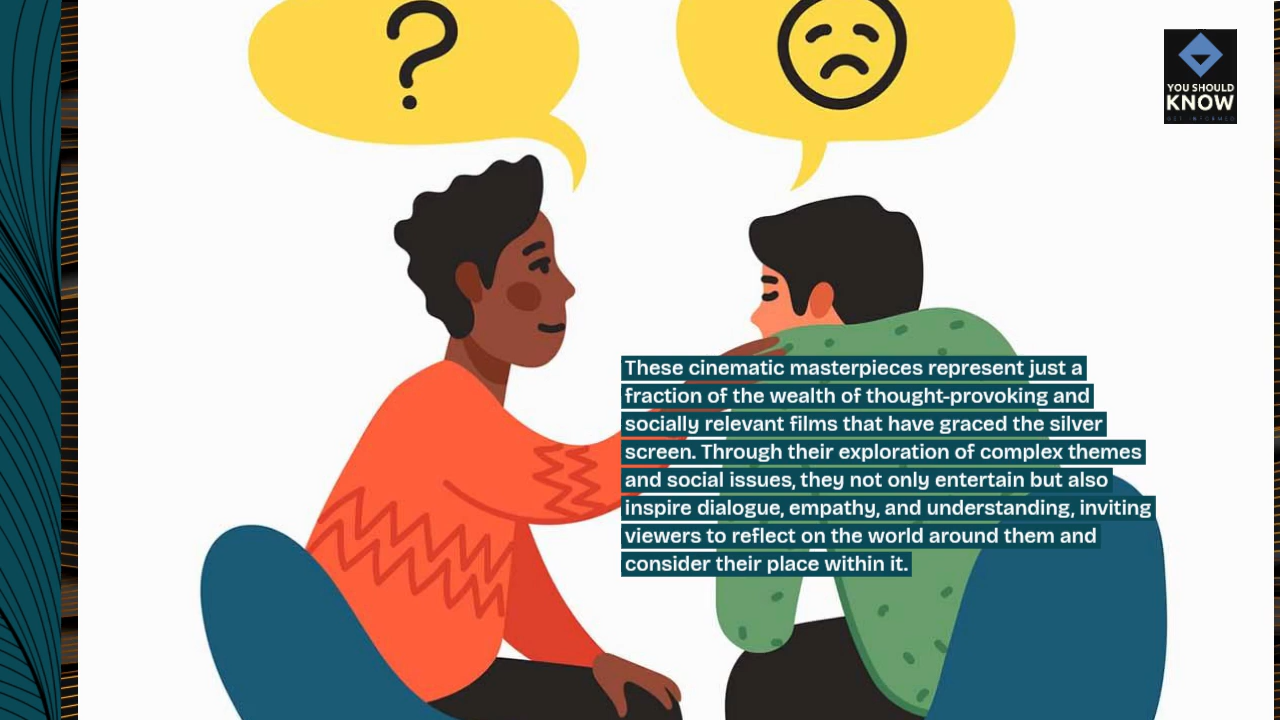 ?
YOU SHOULD
KNOW
GET INFORMED
These cinematic masterpieces represent just a
fraction of the wealth of thought-provoking and
socially relevant films that have graced the silver
screen. Through their exploration of complex themes
and social issues, they not only entertain but also
inspire dialogue, empathy, and understanding, inviting
viewers to reflect on the world around them and
consider their place within it.